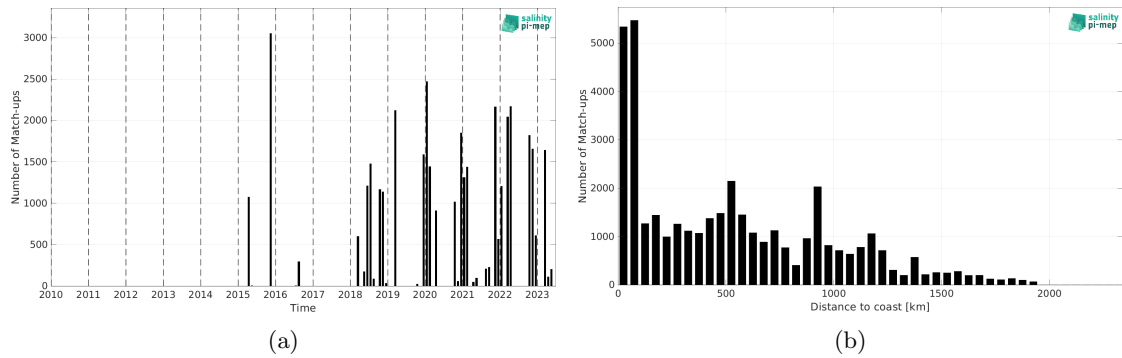 salinity
pi-mep
3000
2500
2000
1500
1000
500
0
Number of Match-ups
2010 2011 2012 2013 2014 2015 2016 2017 2018 2019 2020 2021 2022 2023
Time
(a)
salinity
pi-mep
5000
4000
3000
2000
1000
0
Number of Match-ups
0 500 1000 1500 2000
Distance to coast [km]
(b)